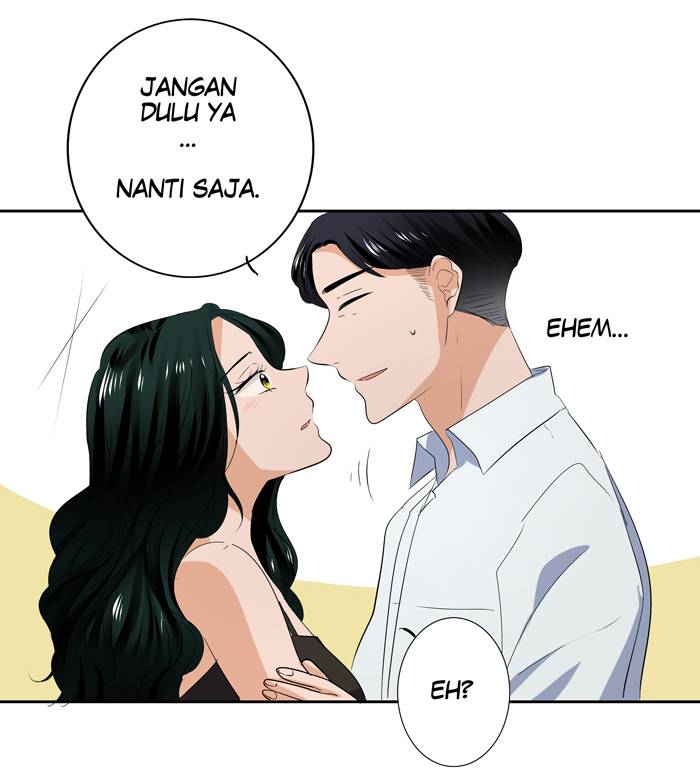 JANGAN
DULU YA
...
NANTI SAJA.
EHEM...
EH?